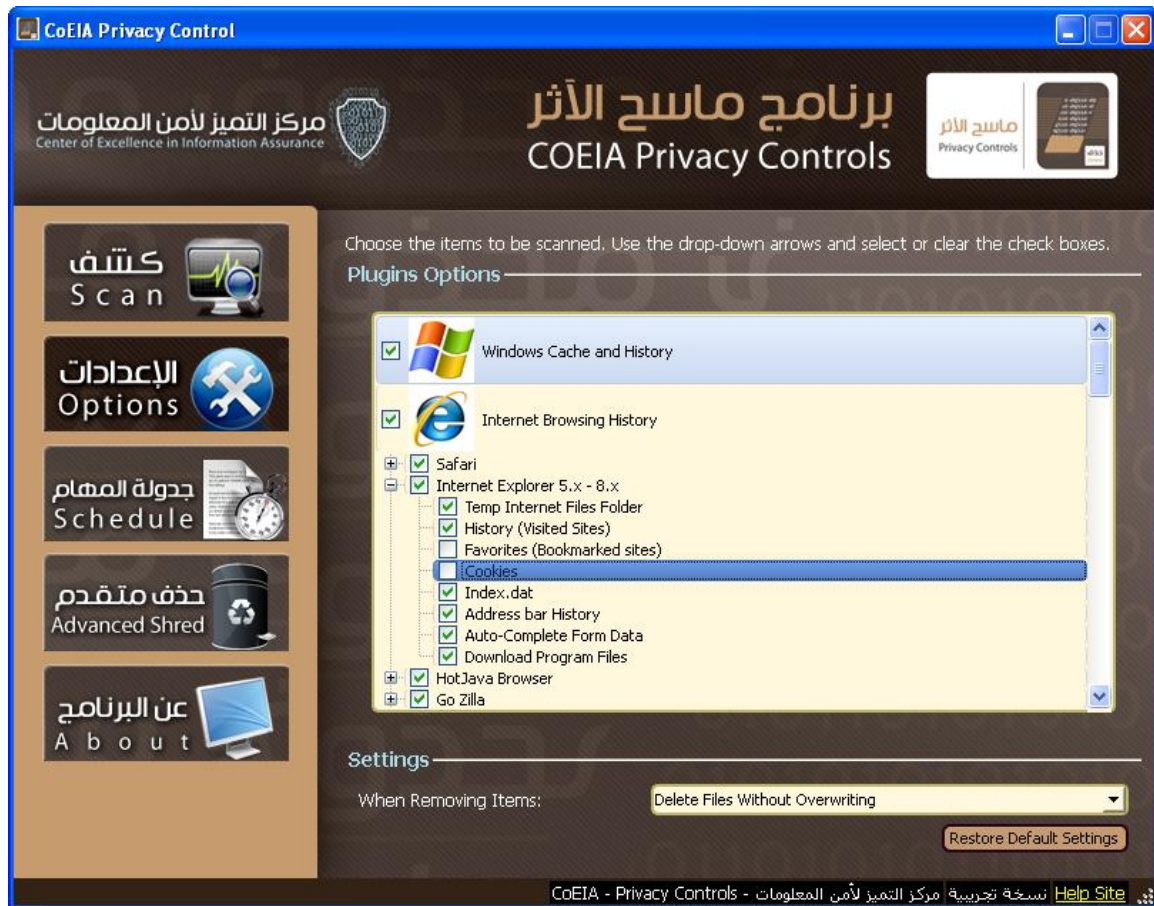 CoEIA Privacy Control
مركز التميز لأمن المعلومات
Center of Excellence in Information Assurance
برنامج ماسح الأثر
COEIA Privacy Controls
ماسح الأثر
Privacy Controls
كشف
Scan
الإعدادات
Options
جدولة المهام
Schedule
حذف متقدم
Advanced Shred
عن البرنامج
About
Choose the items to be scanned. Use the drop-down arrows and select or clear the check boxes.
Plugins Options
Windows Cache and History
Internet Browsing History
Safari
Internet Explorer 5.x - 8.x
Temp Internet Files Folder
History (Visited Sites)
Favorites (Bookmarked sites)
Cookies
Index.dat
Address bar History
Auto-Complete Form Data
Download Program Files
HotJava Browser
Go Zilla
Settings
When Removing Items:
Delete Files Without Overwriting
Restore Default Settings
CoEIA - Privacy Controls - نسخة تجريبية مركز التميز لأمن المعلومات
Help Site